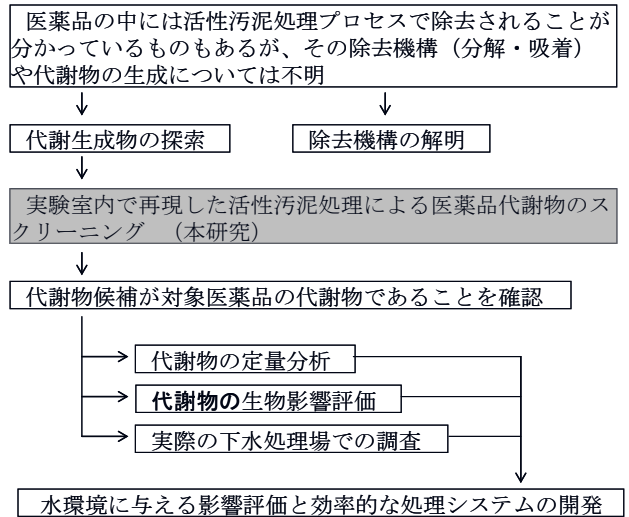 医薬品の中には活性汚泥処理プロセスで除去されることが
分かっているものもあるが、その除去機構（分解・吸着）
や代謝物の生成については不明
代謝生成物の探索
除去機構の解明
実験室内で再現した活性汚泥処理による医薬品代謝物のス
クリーニング　（本研究）
代謝物候補が対象医薬品の代謝物であることを確認
代謝物の定量分析
代謝物の生物影響評価
実際の下水処理場での調査
水環境に与える影響評価と効率的な処理システムの開発